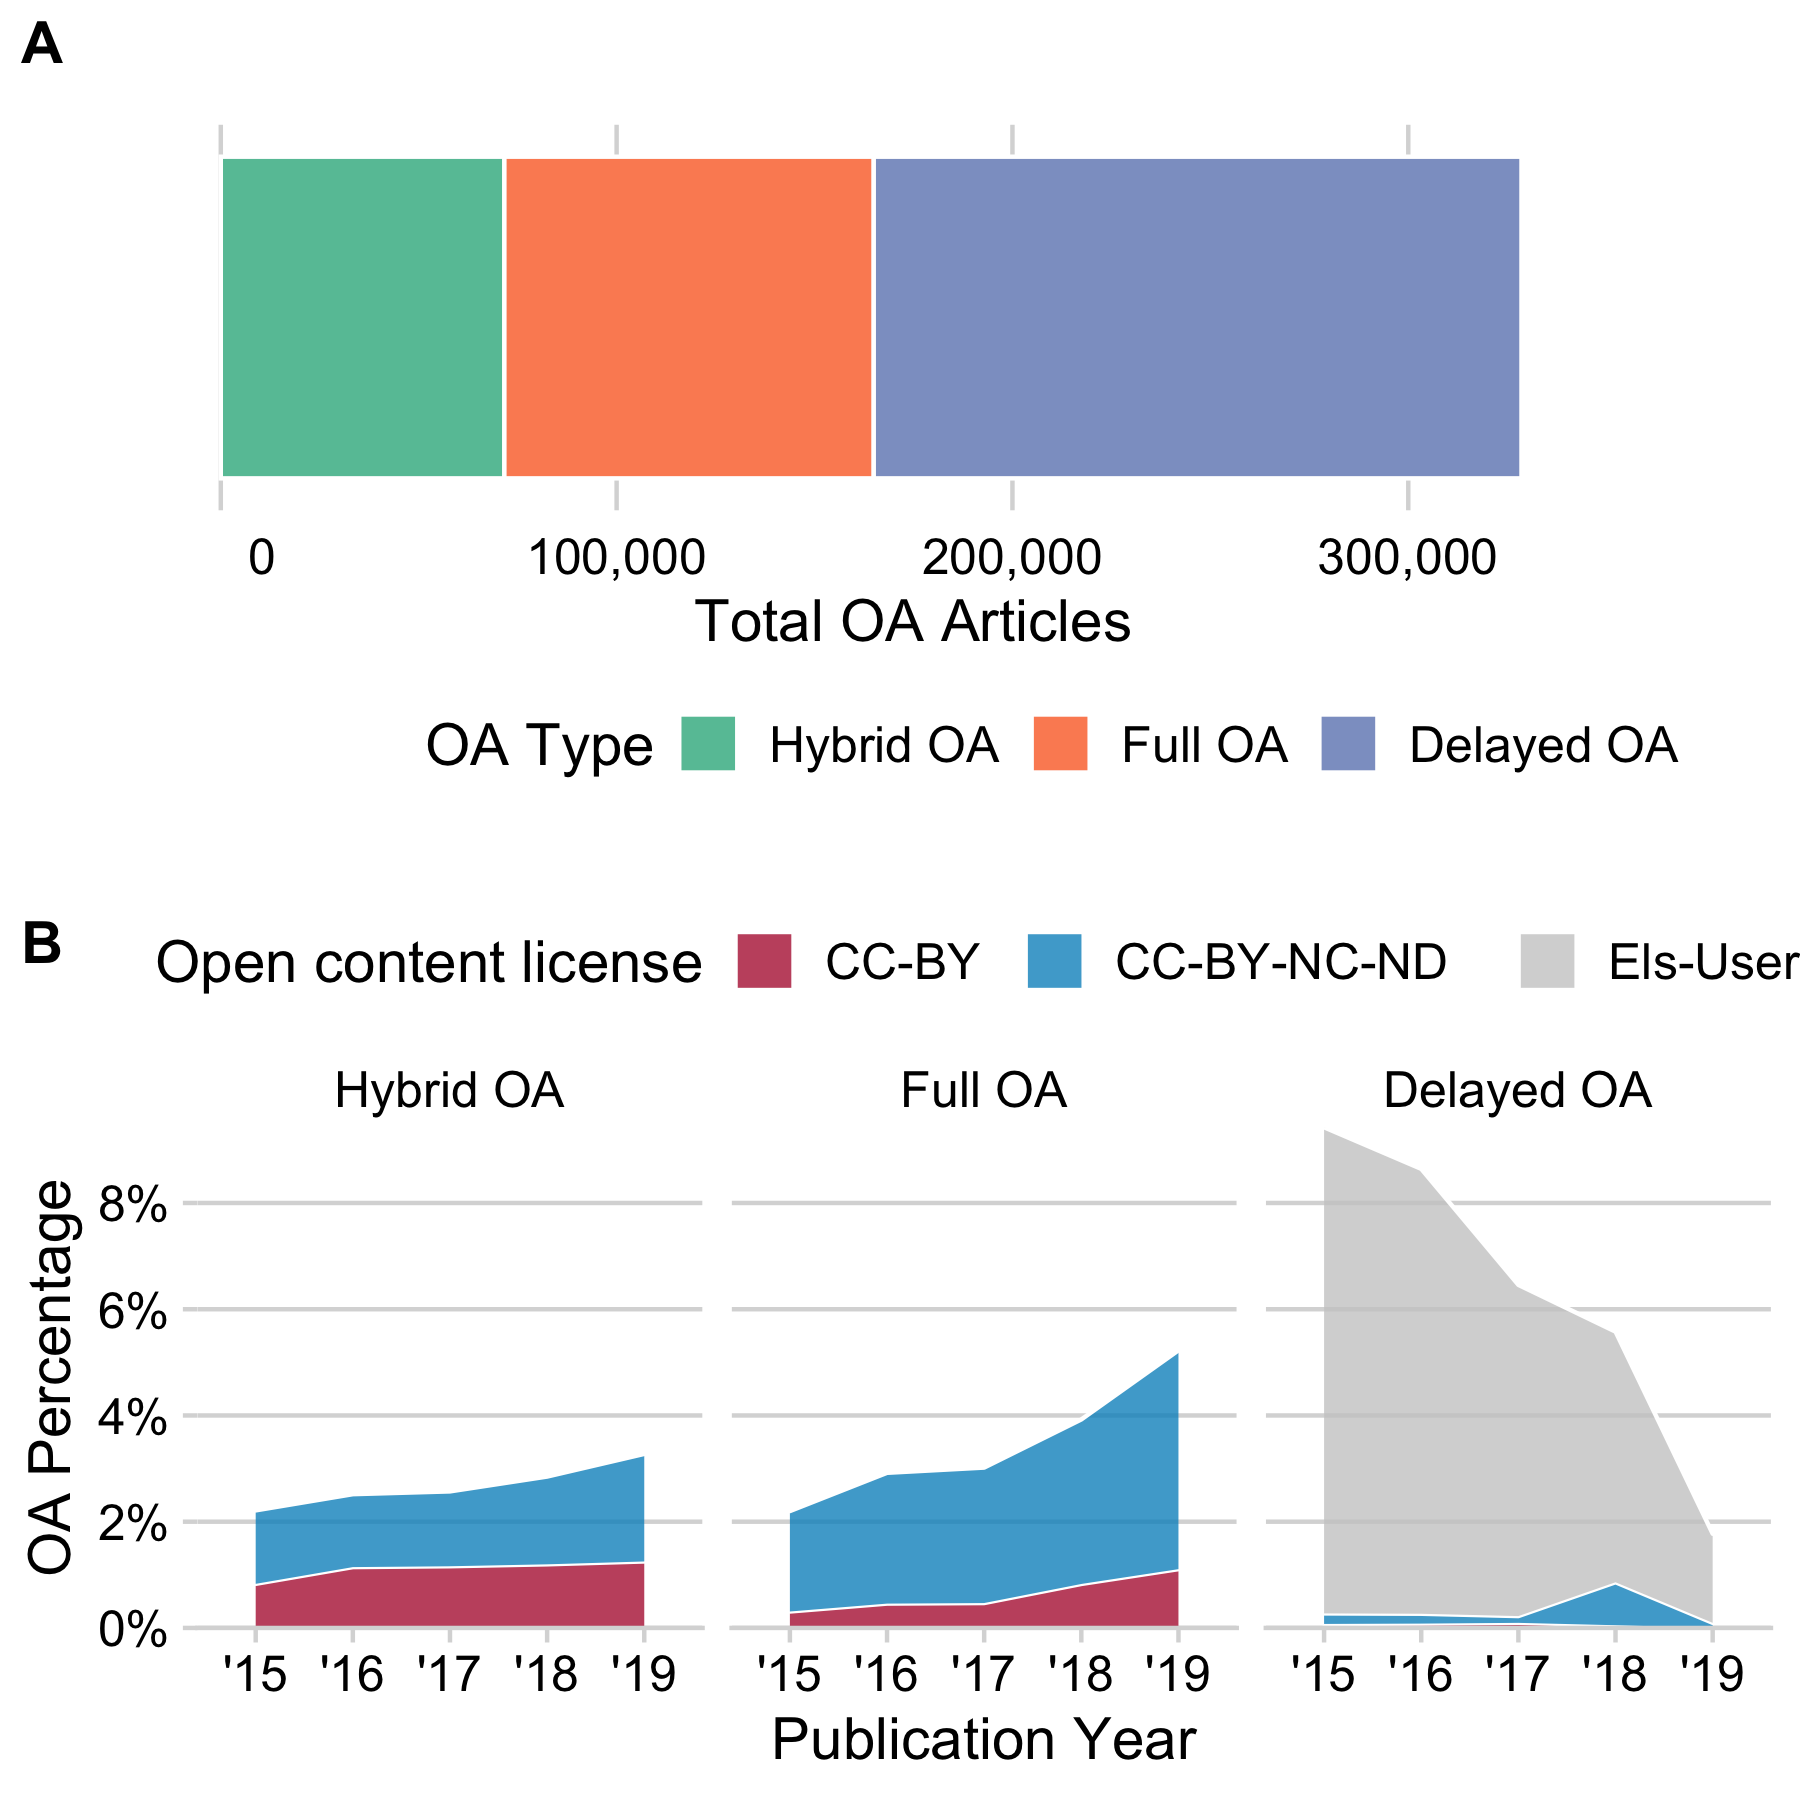 A
0 100,000 200,000 300,000
Total OA Articles
OA Type Hybrid OA Full OA Delayed OA
B Open content license CC-BY CC-BY-NC-ND Els-User
Hybrid OA Full OA Delayed OA
OA Percentage
8%
6%
4%
2%
0%
'15 '16 '17 '18 '19 '15 '16 '17 '18 '19 '15 '16 '17 '18 '19
Publication Year